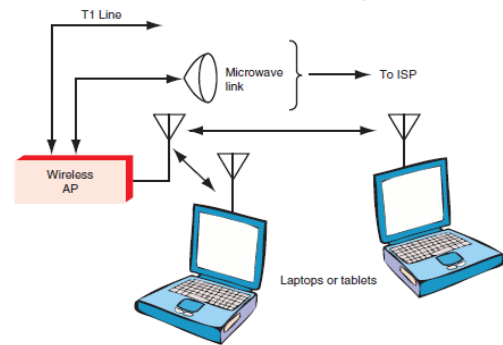 T1 Line
Microwave
link
To ISP
Wireless
AP
Laptops or tablets